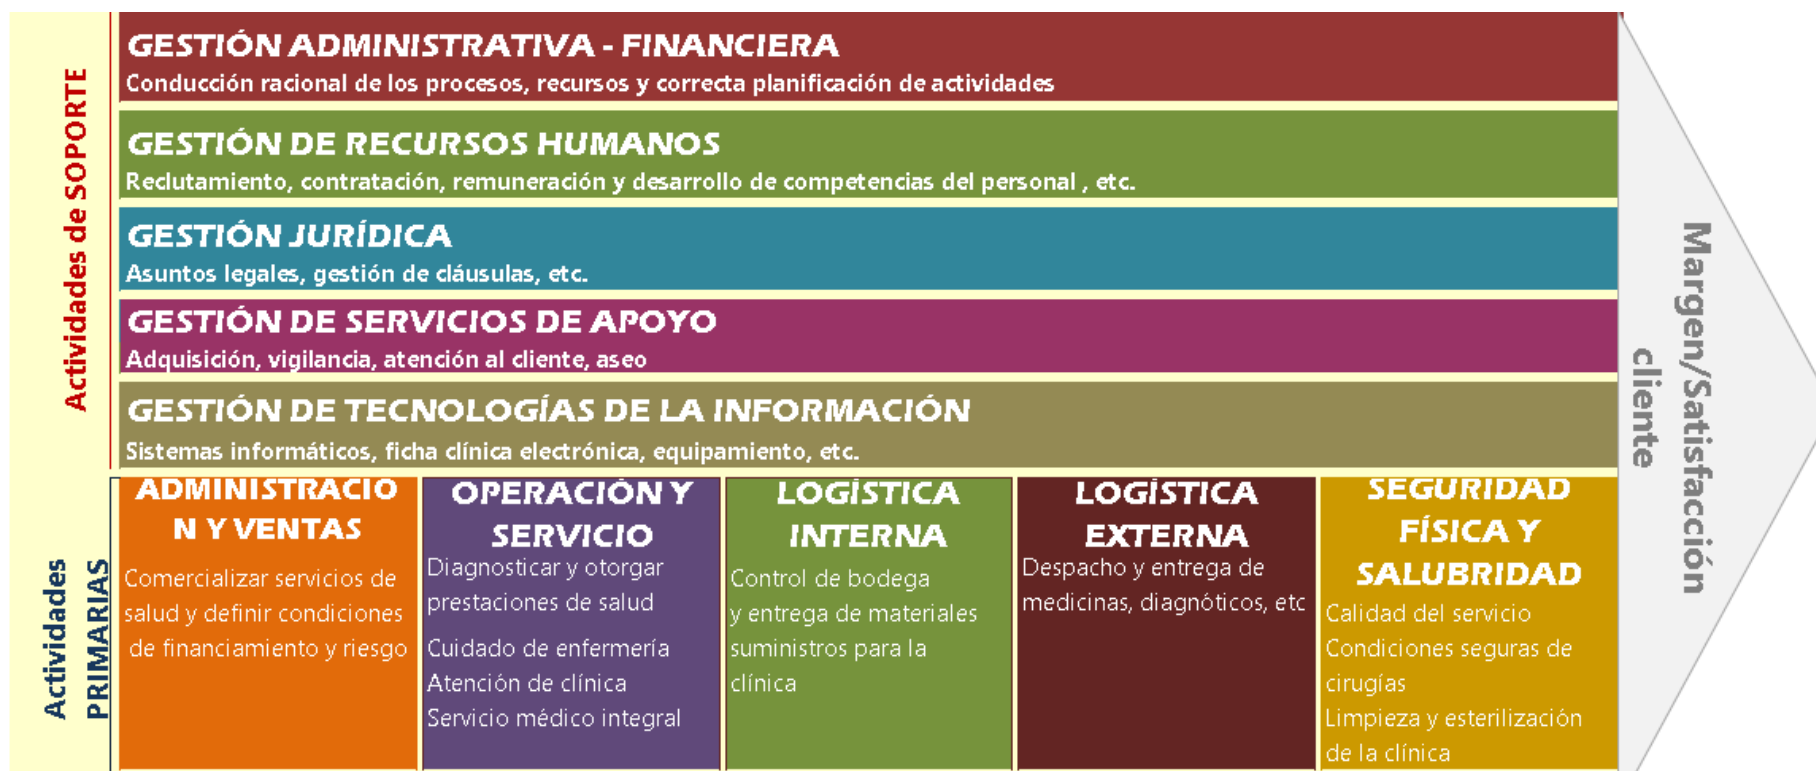 Actividades de SOPORTE
GESTIÓN ADMINISTRATIVA - FINANCIERA
Conducción racional de los procesos, recursos y correcta planificación de actividades
GESTIÓN DE RECURSOS HUMANOS
Reclutamiento, contratación, remuneración y desarrollo de competencias del personal , etc.
GESTIÓN JURÍDICA
Asuntos legales, gestión de cláusulas, etc.
GESTIÓN DE SERVICIOS DE APOYO
Adquisición, vigilancia, atención al cliente, aseo
GESTIÓN DE TECNOLOGÍAS DE LA INFORMACIÓN
Sistemas informáticos, ficha clínica electrónica, equipamiento, etc.
Actividades
PRIMARIAS
ADMINISTRACIO
N Y VENTAS
Comercializar servicios de
salud y definir condiciones
de financiamiento y riesgo
OPERACIÓN Y
SERVICIO
Diagnosticar y otorgar
prestaciones de salud
Cuidado de enfermería
Atención de clínica
Servicio médico integral
LOGÍSTICA
INTERNA
Control de bodega
y entrega de materiales
suministros para la
clínica
LOGÍSTICA
EXTERNA
Despacho y entrega de
medicinas, diagnóticos, etc
SEGURIDAD
FÍSICA Y
SALUBRIDAD
Calidad del servicio
Condiciones seguras de
cirugías
Limpieza y esterilización
de la clínica
Margen/Satisfacción
cliente